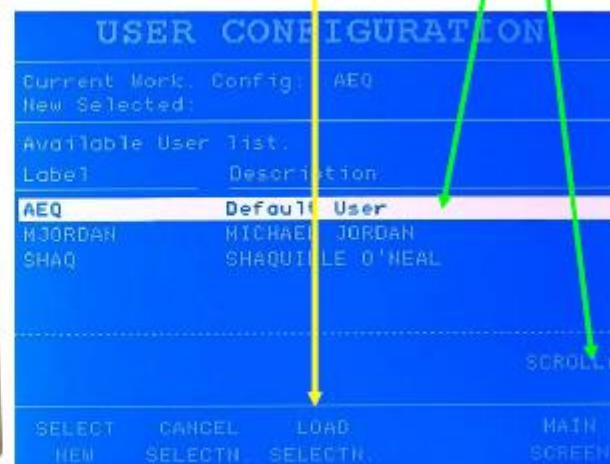 USER CONFIGURATION
Current Work. Config: AEQ
New Selected:
Available User list.
Label Description
AEQ Default User
MJORDAN MICHAEL JORDAN
SHAQ SHAQUILLE O'NEAL
SCROLL
SELECT CANCEL LOAD MAIN
NEW SELECTN. SELECTN. SCREEN